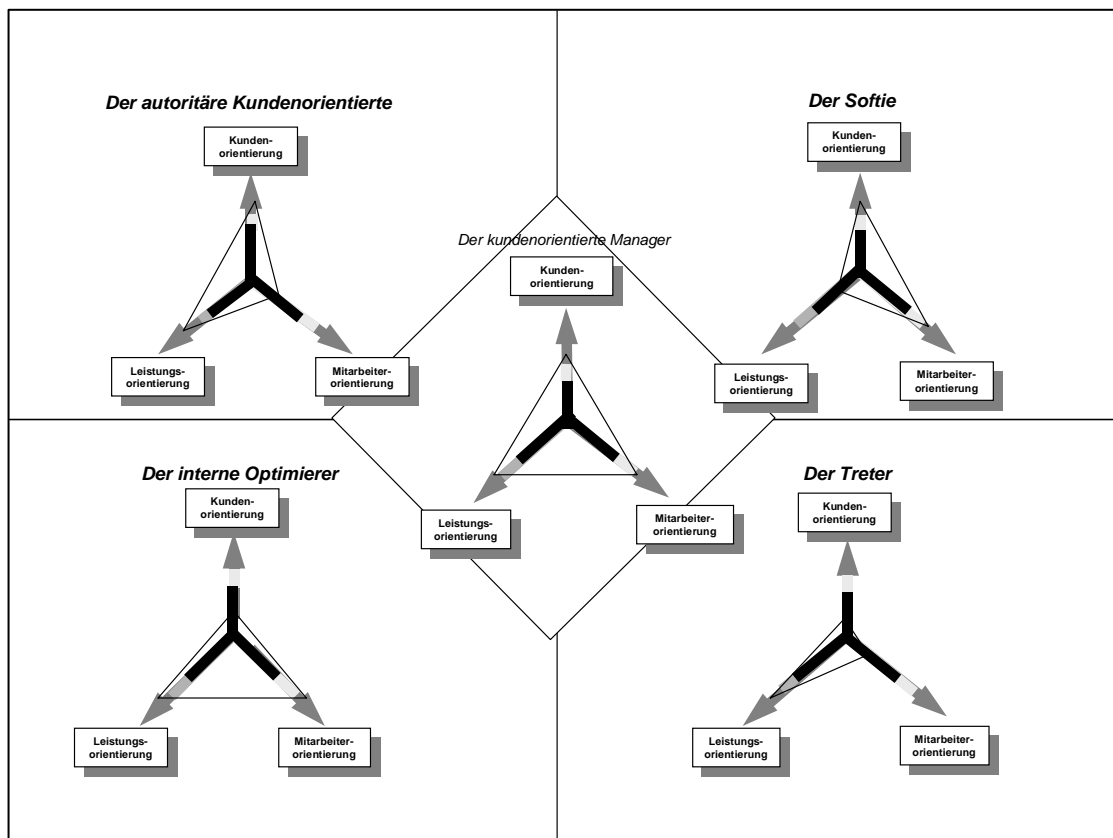 Der autoritäre Kundenorientierte
Kunden-
orientierung
Leistungs-
orientierung
Mitarbeiter-
orientierung
Der Softie
Kunden-
orientierung
Leistungs-
orientierung
Mitarbeiter-
orientierung
Der kundenorientierte Manager
Kunden-
orientierung
Leistungs-
orientierung
Mitarbeiter-
orientierung
Der interne Optimierer
Kunden-
orientierung
Leistungs-
orientierung
Mitarbeiter-
orientierung
Der Treter
Kunden-
orientierung
Leistungs-
orientierung
Mitarbeiter-
orientierung